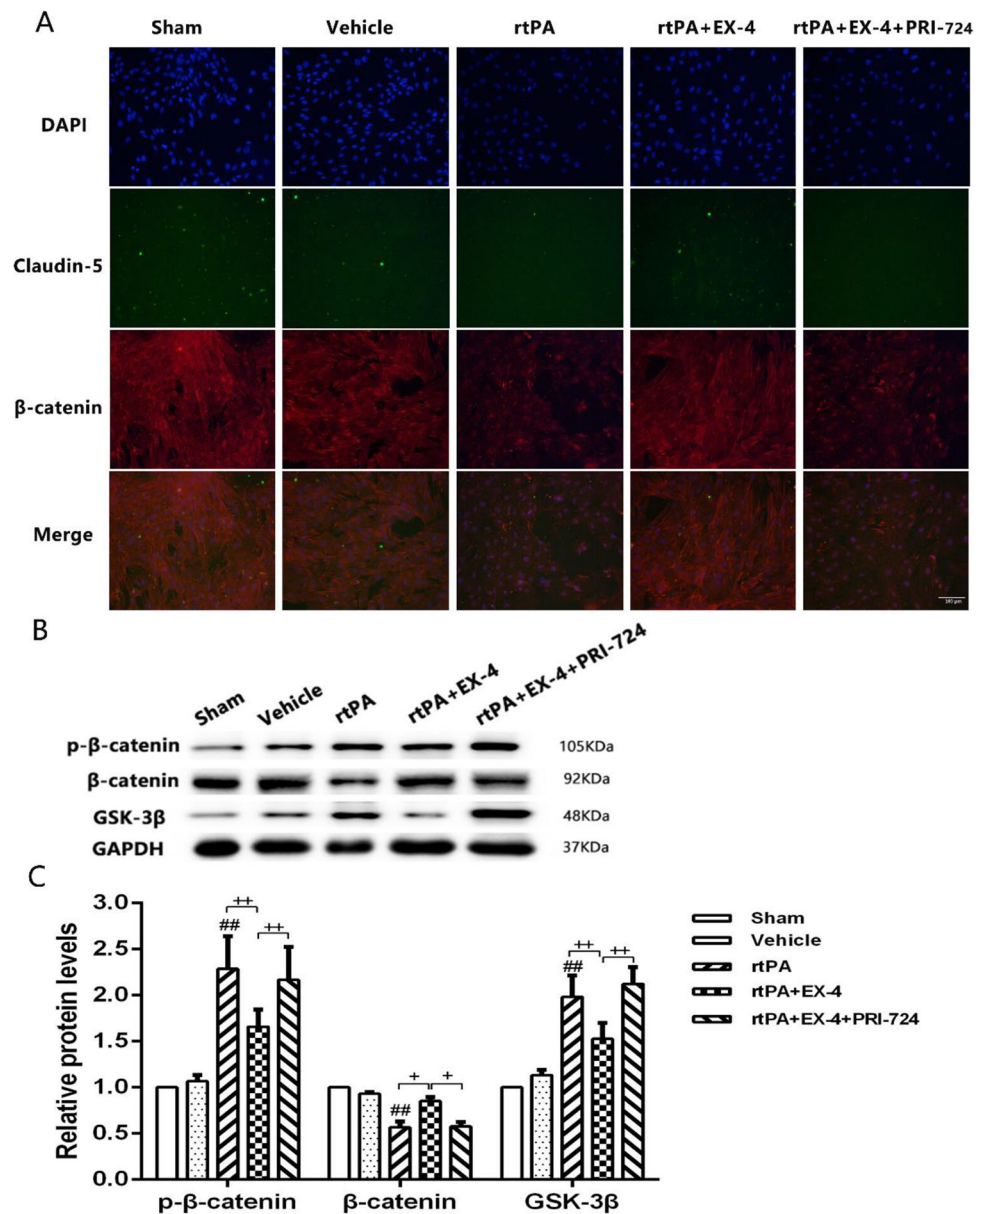 A
Sham Vehicle rtPA rtPA+EX-4 rtPA+EX-4+PRI-724
DAPI
Claudin-5
β-catenin
Merge
B
Sham Vehicle rtPA rtPA+EX-4 rtPA+EX-4+PRI-724
p-β-catenin 105KDa
β-catenin 92KDa
GSK-3β 48KDa
GAPDH 37KDa
C
Relative protein levels
3.0
2.5
2.0
1.5
1.0
0.5
0.0
## ++ ++
## + +
## ++ ++
p-β-catenin β-catenin GSK-3β
Sham
Vehicle
rtPA
rtPA+EX-4
rtPA+EX-4+PRI-724